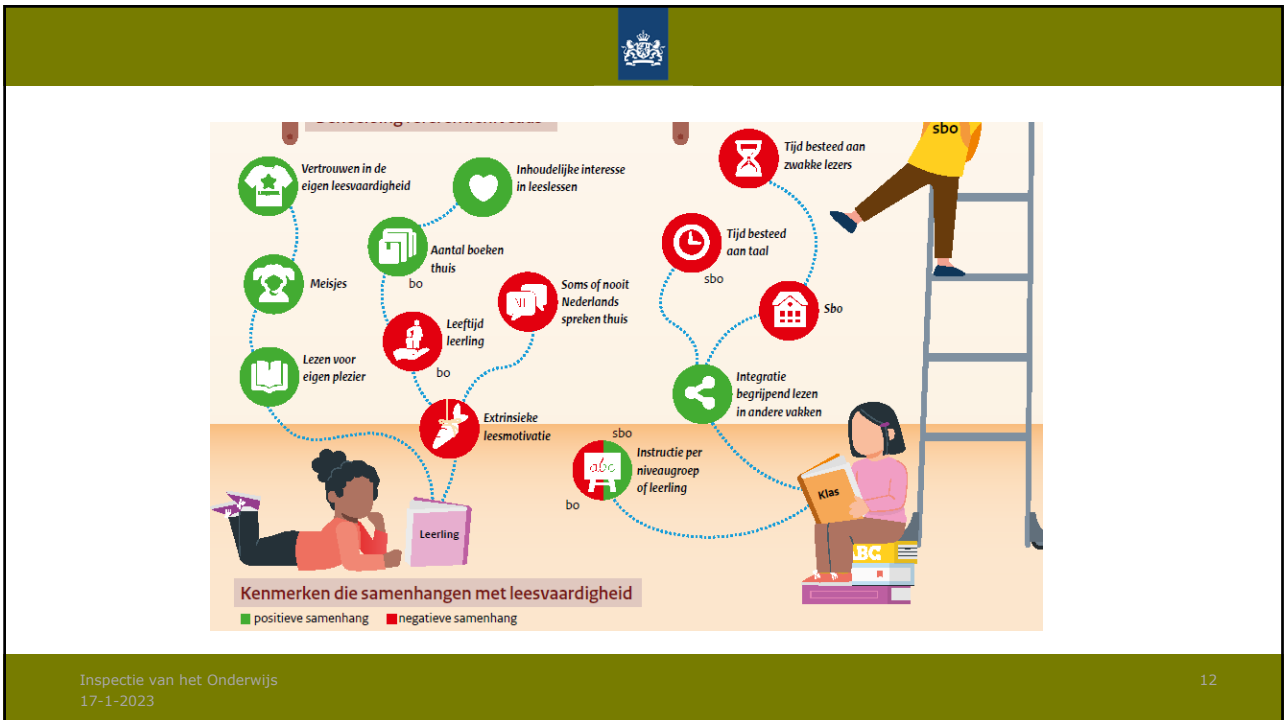 sbo
Vertrouwen in de
eigen leesvaardigheid
Inhoudelijke interesse
in leeslessen
Tijd besteed aan
zwakke lezers
Aantal boeken
thuis
bo
Tijd besteed
aan taal
sbo
Meisjes
Soms of nooit
Nederlands
spreken thuis
Sbo
Leeftijd
leerling
bo
Lezen voor
eigen plezier
Integratie
begrijpend lezen
in andere vakken
Extrinsieke
leesmotivatie
sbo
Instructie per
niveaugroep
of leerling
abc
bo
Klas
Leerling
ABC
Kenmerken die samenhangen met leesvaardigheid
positieve samenhang negatieve samenhang
Inspectie van het Onderwijs
17-1-2023
12